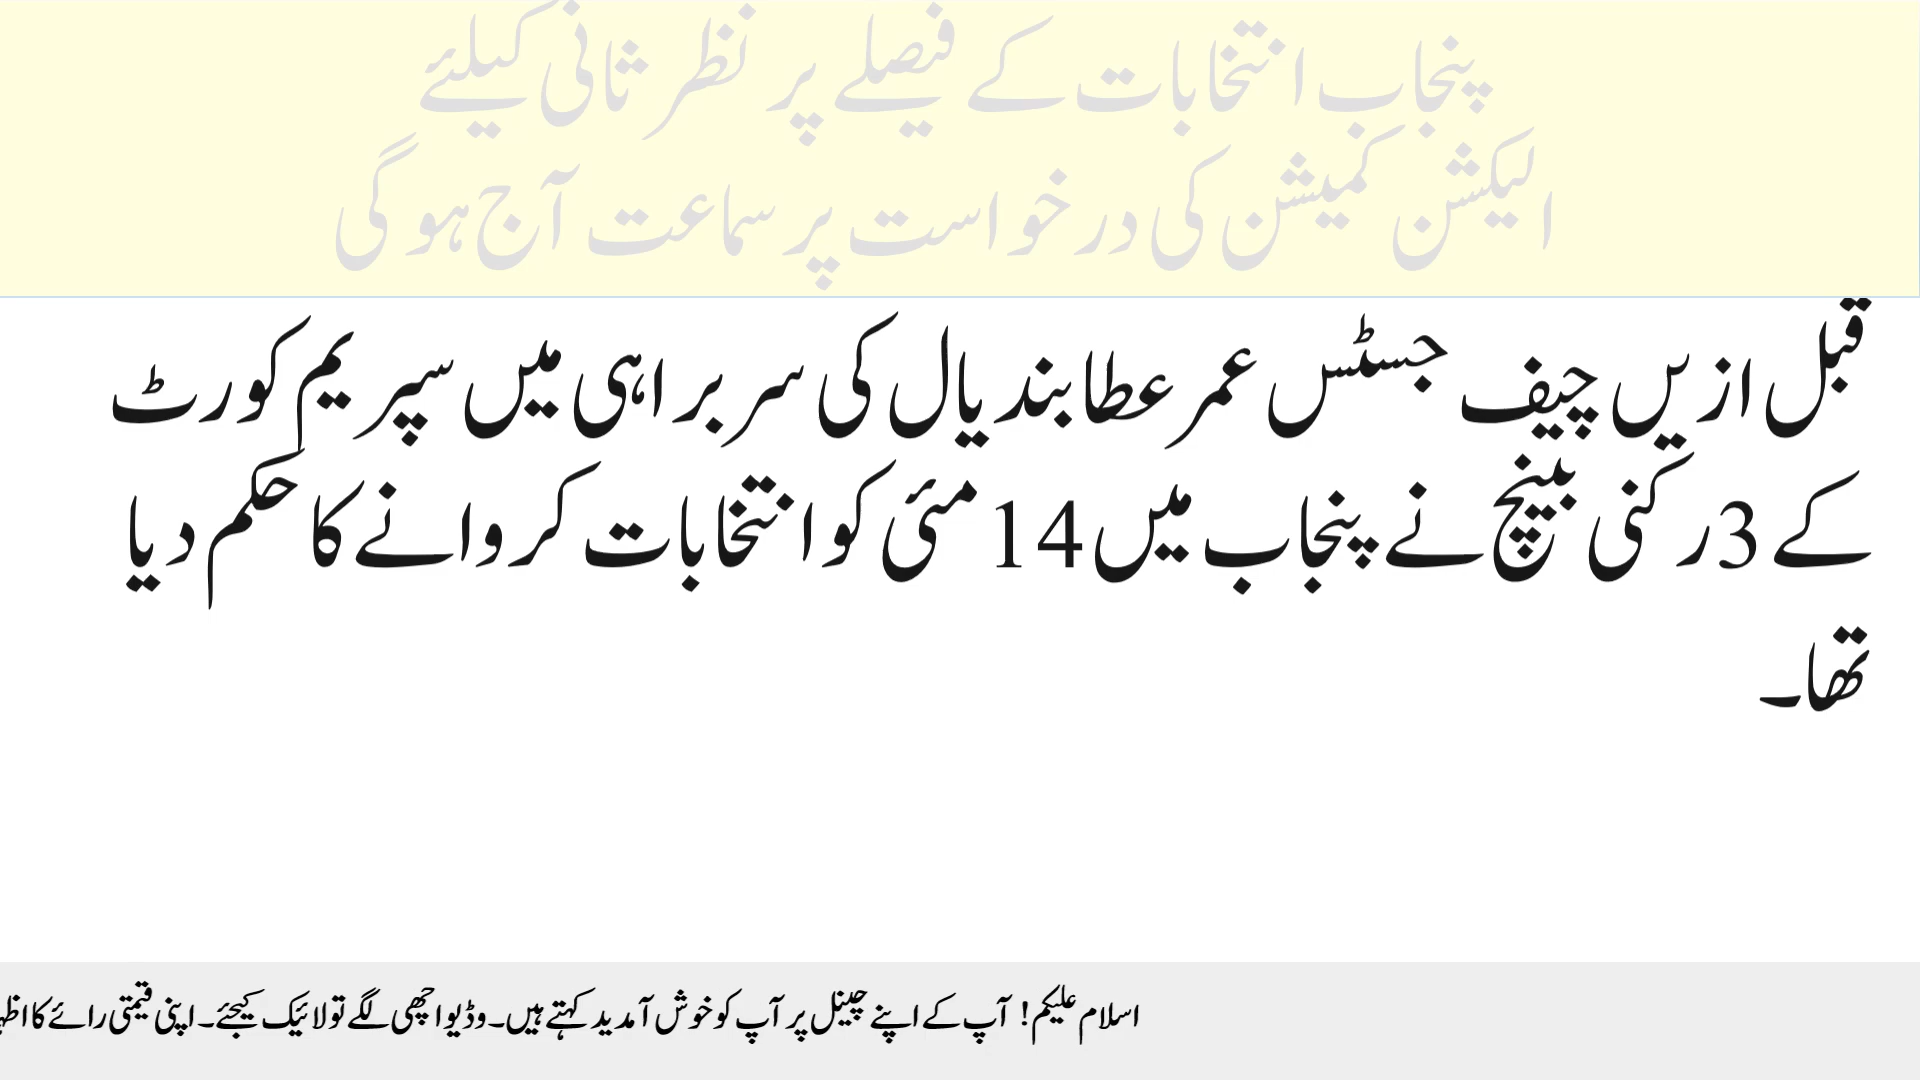 پنجاب انتخابات کے فیصلے پر نظر ثانی کیلئے
الیکشن کمیشن کی درخواست پر سماعت آج ہو گی
قبل ازیں چیف جسٹس عمر عطا بندیال کی سربراہی میں سپریم کورٹ
کے 3 رکنی بینچ نے پنجاب میں 14 مئی کو انتخابات کروانے کا حکم دیا
تھا۔
اسلام علیکم! آپ کے اپنے چینل پر آپ کو خوش آمدید کہتے ہیں۔ وڈیو اچھی لگے تو لائیک کیجئے۔ اپنی قیمتی رائے کا